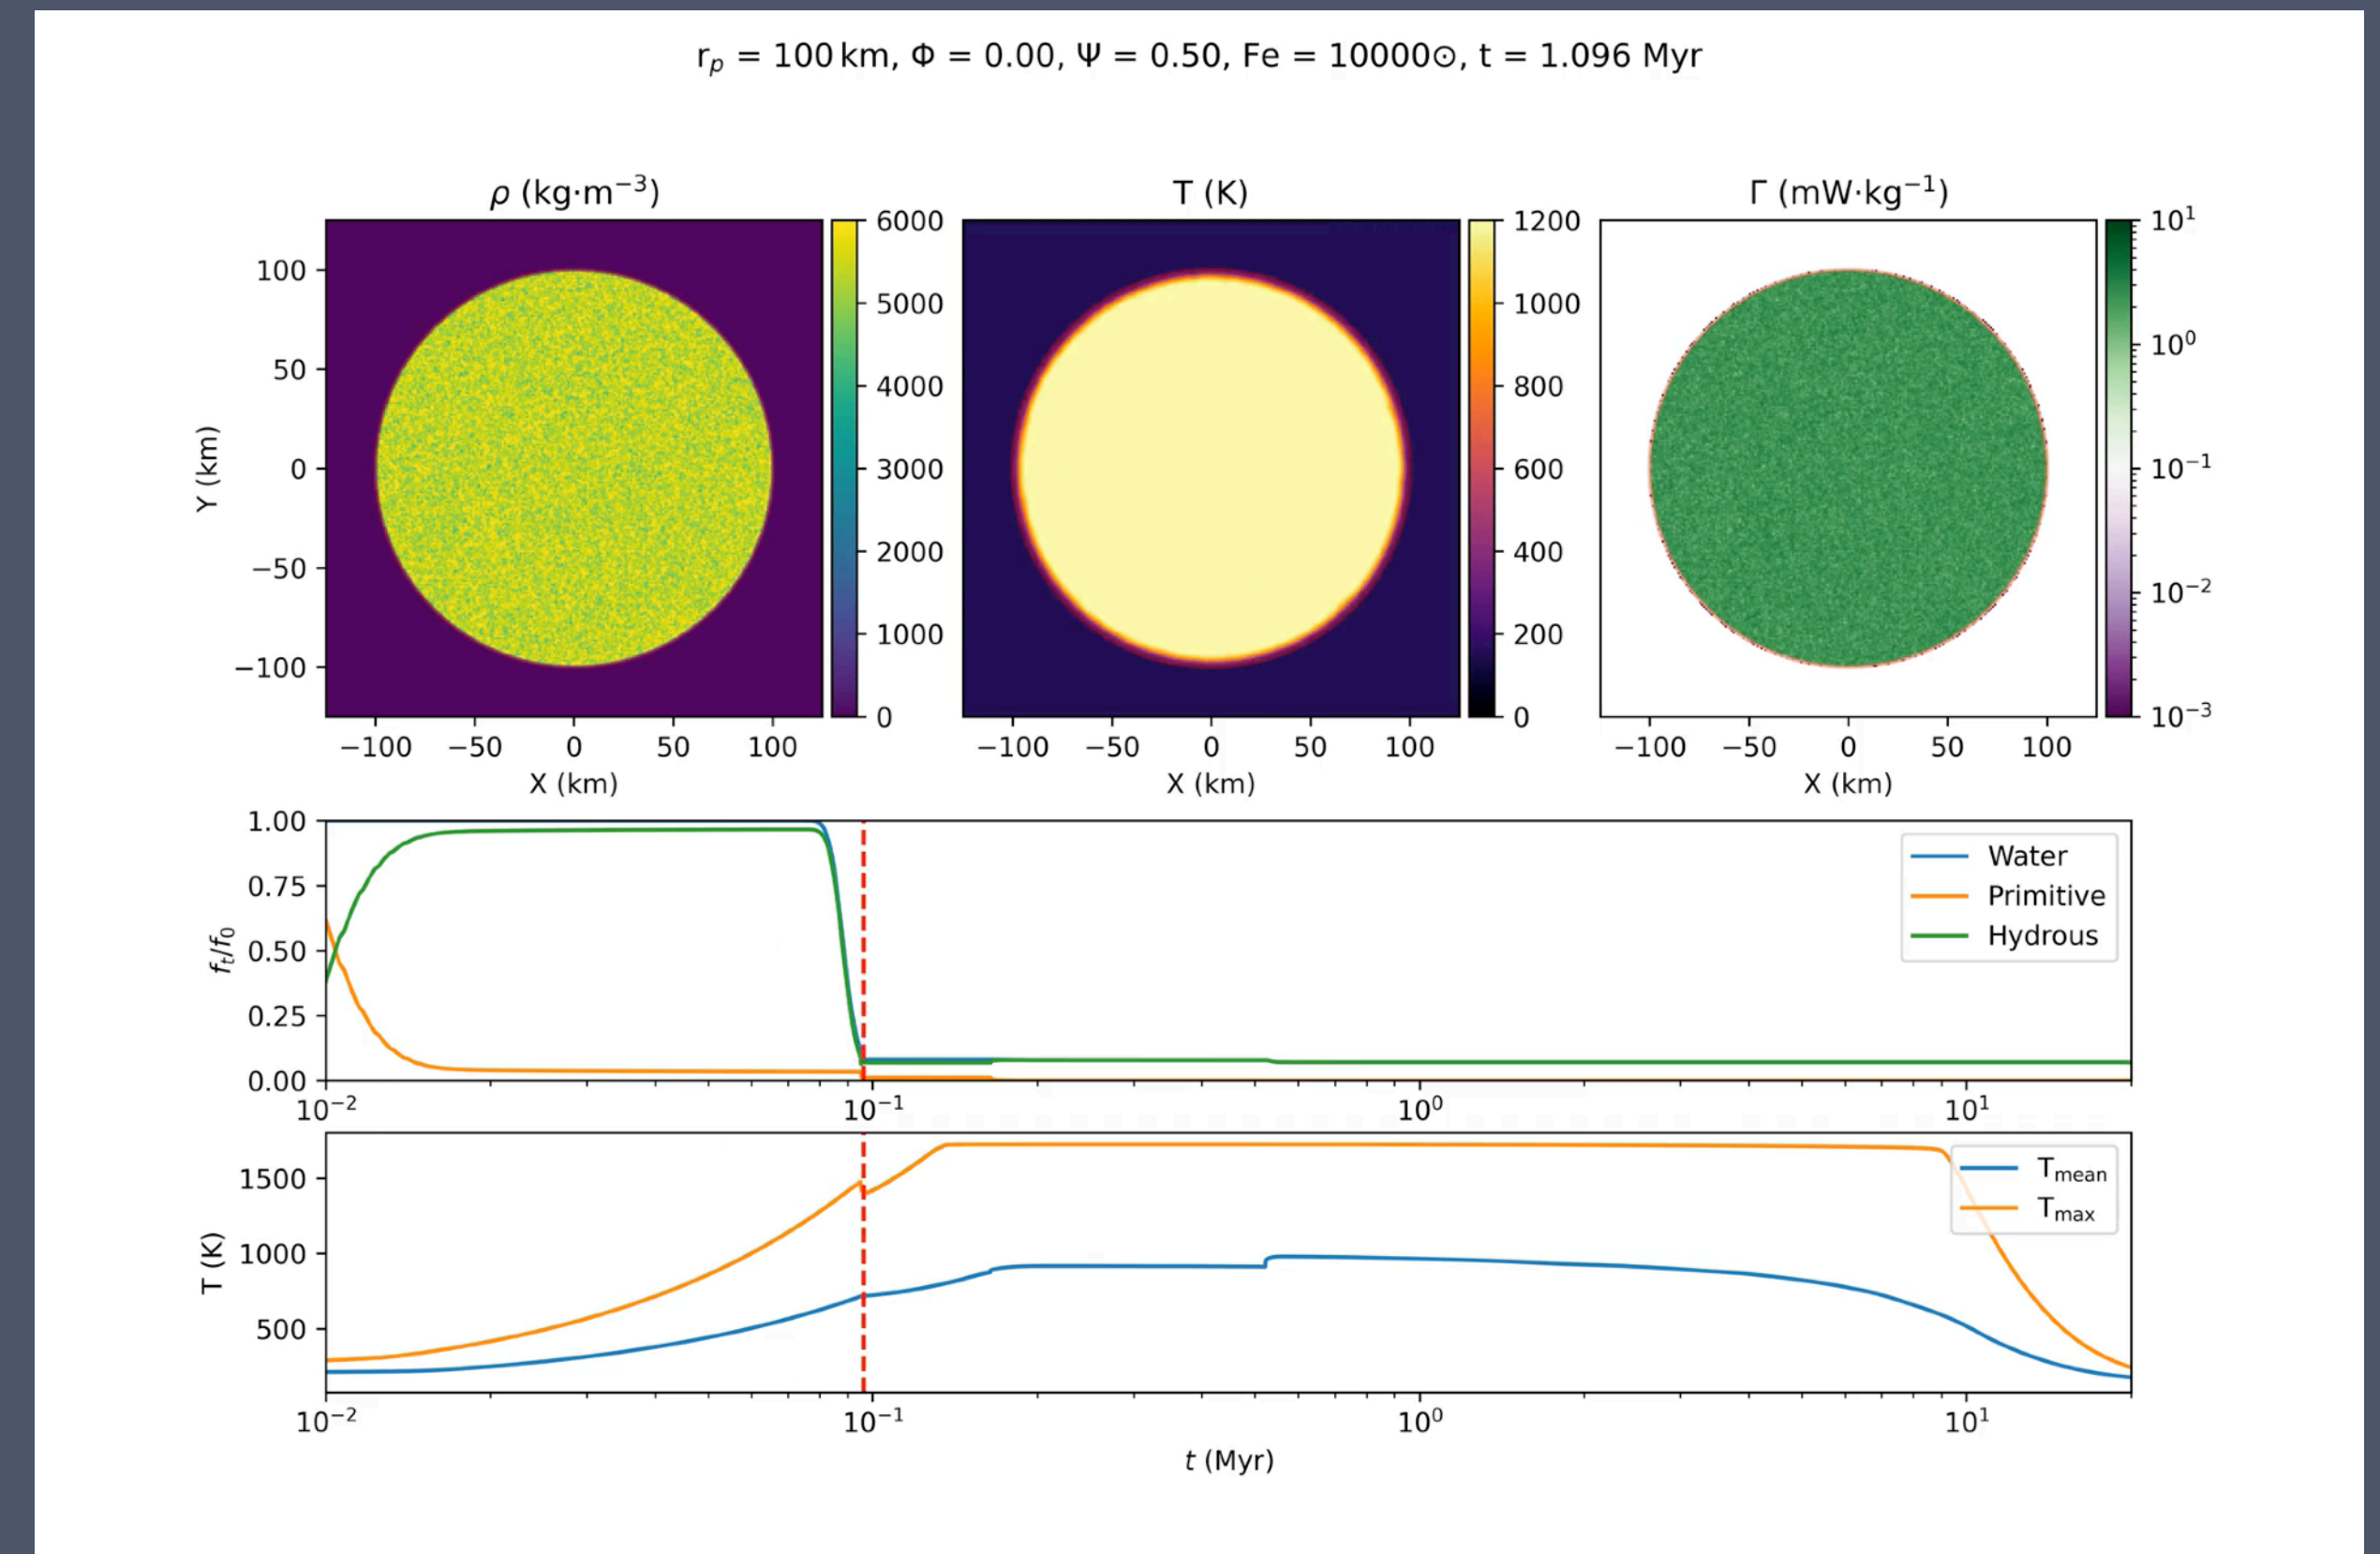 r_p = 100 km, Φ = 0.00, Ψ = 0.50, Fe = 10000⊙, t = 1.096 Myr
ρ (kg·m⁻³)
T (K)
Γ (mW·kg⁻¹)
Y (km)
100
50
0
−50
−100
−100 −50 0 50 100
X (km)
6000
5000
4000
3000
2000
1000
0
−100 −50 0 50 100
X (km)
1200
1000
800
600
400
200
0
−100 −50 0 50 100
X (km)
10¹
10⁰
10⁻¹
10⁻²
10⁻³
f_t/f_0
1.00
0.75
0.50
0.25
0.00
Water
Primitive
Hydrous
10⁻² 10⁻¹ 10⁰ 10¹
T (K)
1500
1000
500
T_mean
T_max
10⁻² 10⁻¹ 10⁰ 10¹
t (Myr)